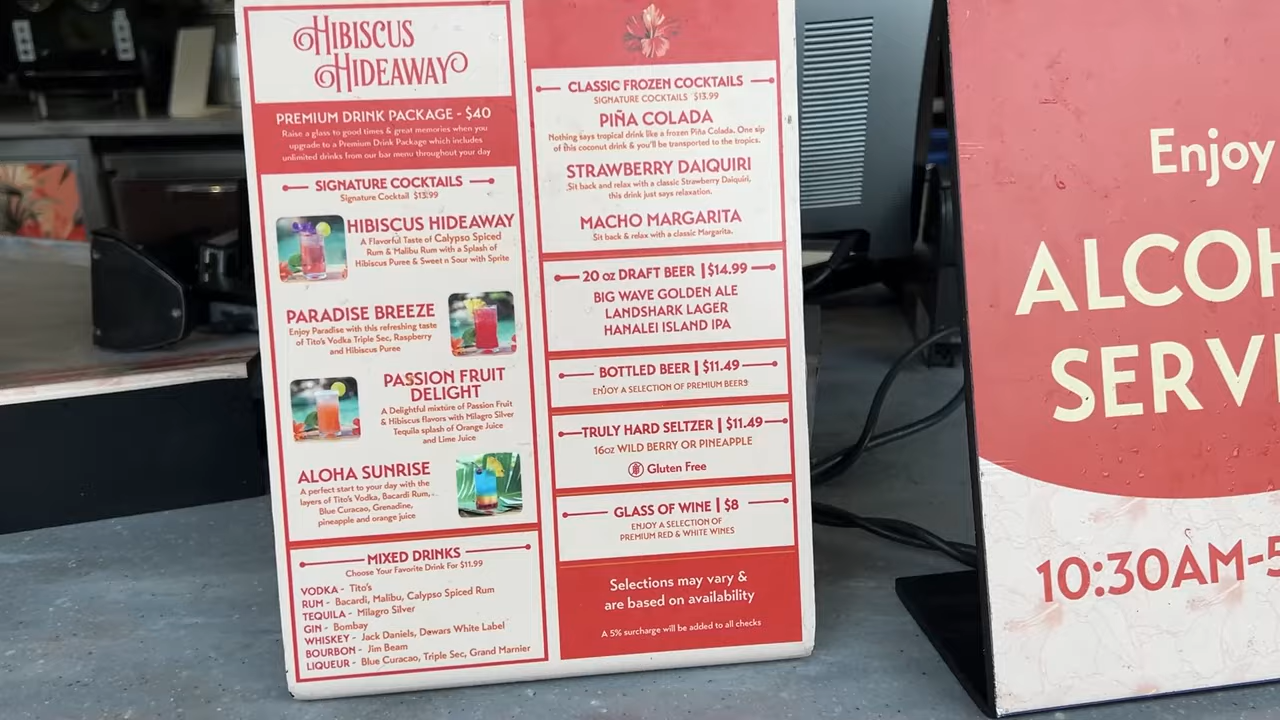 HIBISCUS
HIDEAWAY
PREMIUM DRINK PACKAGE - $40
Raise a glass to good times & great memories when you
upgrade to a Premium Drink Package which includes
unlimited drinks from our bar menu throughout your day
SIGNATURE COCKTAILS
Signature Cocktail $13.99
HIBISCUS HIDEAWAY
A Flavorful Taste of Calypso Spiced
Rum & Malibu Rum with a Splash of
Hibiscus Puree & Sweet n Sour with Sprite
PARADISE BREEZE
Enjoy Paradise with this refreshing taste
of Tito's Vodka Triple Sec, Raspberry
and Hibiscus Puree
PASSION FRUIT
DELIGHT
A Delightful mixture of Passion Fruit
& Hibiscus flavors with Milagro Silver
Tequila splash of Orange Juice
and Lime Juice
ALOHA SUNRISE
A perfect start to your day with the
layers of Tito's Vodka, Bacardi Rum,
Blue Curacao, Grenadine,
pineapple and orange juice
MIXED DRINKS
Choose Your Favorite Drink For $11.99
VODKA - Tito's
RUM - Bacardi, Malibu, Calypso Spiced Rum
TEQUILA - Milagro Silver
GIN - Bombay
WHISKEY - Jack Daniels, Dewars White Label
BOURBON - Jim Beam
LIQUEUR - Blue Curacao, Triple Sec, Grand Marnier
CLASSIC FROZEN COCKTAILS
SIGNATURE COCKTAILS $13.99
PIÑA COLADA
Nothing says tropical drink like a frozen Piña Colada. One sip
of this coconut drink & you'll be transported to the tropics.
STRAWBERRY DAIQUIRI
Sit back and relax with a classic Strawberry Daiquiri,
this drink just says relaxation.
MACHO MARGARITA
Sit back & relax with a classic Margarita.
20 oz DRAFT BEER | $14.99
BIG WAVE GOLDEN ALE
LANDSHARK LAGER
HANALEI ISLAND IPA
BOTTLED BEER | $11.49
ENJOY A SELECTION OF PREMIUM BEERS
TRULY HARD SELTZER | $11.49
16oz WILD BERRY OR PINEAPPLE
Gluten Free
GLASS OF WINE | $8
ENJOY A SELECTION OF
PREMIUM RED & WHITE WINES
Selections may vary &
are based on availability
A 5% surcharge will be added to all checks
Enjoy
ALCOH
SERVI
10:30AM-5